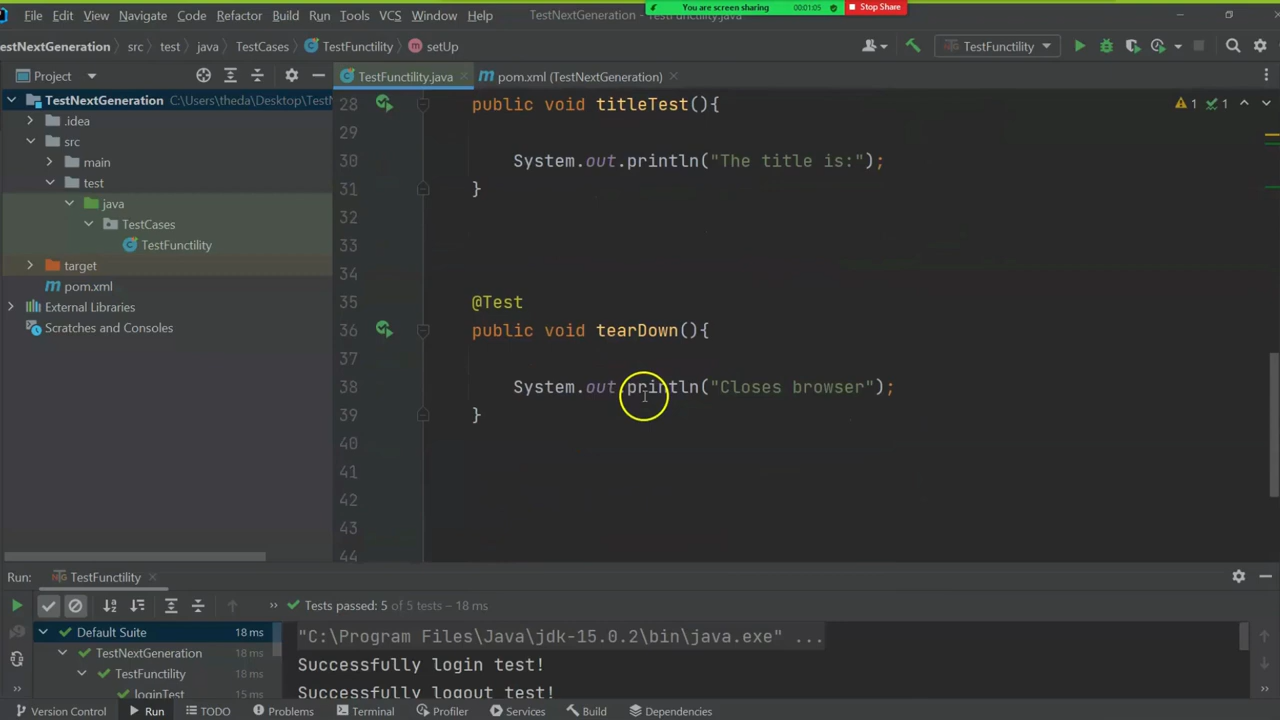 You are screen sharing 00:01:05 Stop Share
File Edit View Navigate Code Refactor Build Run Tools VCS Window Help TestNextGeneration - TestFunctility.java
estNextGeneration src test java TestCases TestFunctility setUp TestFunctility
Project TestFunctility.java pom.xml (TestNextGeneration)
TestNextGeneration C:\Users\theda\Desktop\TestN
.idea
src
main
test
java
TestCases
TestFunctility
target
pom.xml
External Libraries
Scratches and Consoles
28 public void titleTest(){ 1 1
29
30 System.out.println("The title is:");
31 }
32
33
34
35 @Test
36 public void tearDown(){
37
38 System.out.println("Closes browser");
39 }
40
41
42
43
44
Run: TestFunctility
Tests passed: 5 of 5 tests – 18 ms
Default Suite 18 ms
TestNextGeneration 18 ms
TestFunctility 18 ms
loginTest 15 ms
"C:\Program Files\Java\jdk-15.0.2\bin\java.exe" ...
Successfully login test!
Successfully logout test!
Version Control Run TODO Problems Terminal Profiler Services Build Dependencies